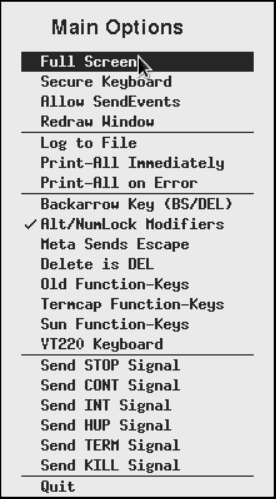 Main Options
Full Screen
Secure Keyboard
Allow SendEvents
Redraw Window
Log to File
Print-All Immediately
Print-All on Error
Backarrow Key (BS/DEL)
✓Alt/NumLock Modifiers
Meta Sends Escape
Delete is DEL
Old Function-Keys
Termcap Function-Keys
Sun Function-Keys
VT220 Keyboard
Send STOP Signal
Send CONT Signal
Send INT Signal
Send HUP Signal
Send TERM Signal
Send KILL Signal
Quit